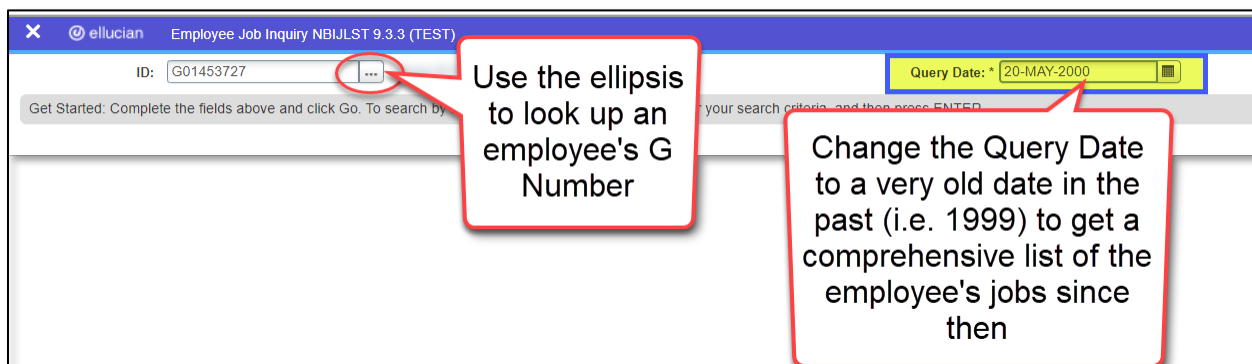 ellucian Employee Job Inquiry NBIJLST 9.3.3 (TEST)
ID: G01453727 ... Query Date: * 20-MAY-2000
Get Started: Complete the fields above and click Go. To search by your search criteria, and then press ENTER.
Use the ellipsis
to look up an
employee's G
Number
Change the Query Date
to a very old date in the
past (i.e. 1999) to get a
comprehensive list of the
employee's jobs since
then